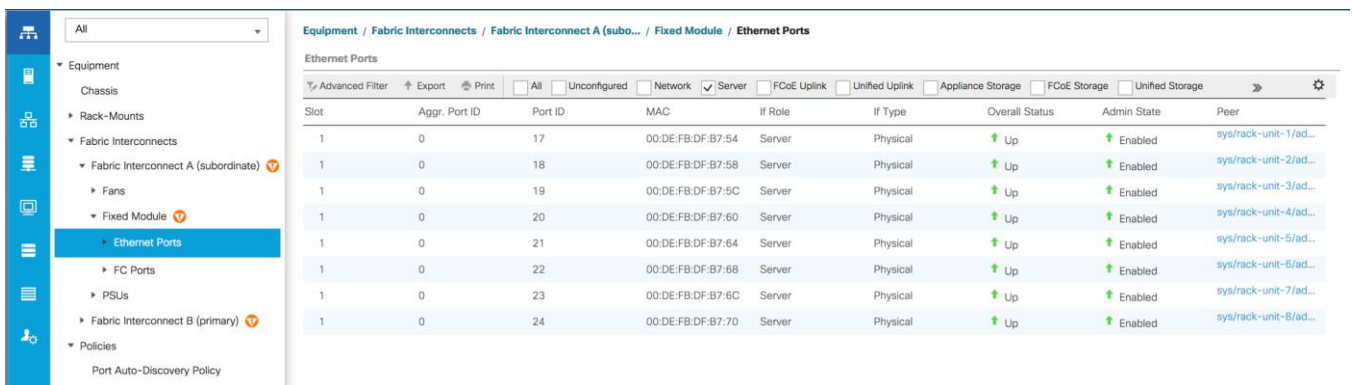 All
Equipment
Chassis
Rack-Mounts
Fabric Interconnects
Fabric Interconnect A (subordinate)
Fans
Fixed Module
Ethernet Ports
FC Ports
PSUs
Fabric Interconnect B (primary)
Policies
Port Auto-Discovery Policy
Equipment / Fabric Interconnects / Fabric Interconnect A (subo... / Fixed Module / Ethernet Ports
Ethernet Ports
Advanced Filter Export Print All Unconfigured Network Server FCoE Uplink Unified Uplink Appliance Storage FCoE Storage Unified Storage
Slot Aggr. Port ID Port ID MAC If Role If Type Overall Status Admin State Peer
1 0 17 00:DE:FB:DF:B7:54 Server Physical Up Enabled sys/rack-unit-1/ad...
1 0 18 00:DE:FB:DF:B7:58 Server Physical Up Enabled sys/rack-unit-2/ad...
1 0 19 00:DE:FB:DF:B7:5C Server Physical Up Enabled sys/rack-unit-3/ad...
1 0 20 00:DE:FB:DF:B7:60 Server Physical Up Enabled sys/rack-unit-4/ad...
1 0 21 00:DE:FB:DF:B7:64 Server Physical Up Enabled sys/rack-unit-5/ad...
1 0 22 00:DE:FB:DF:B7:68 Server Physical Up Enabled sys/rack-unit-6/ad...
1 0 23 00:DE:FB:DF:B7:6C Server Physical Up Enabled sys/rack-unit-7/ad...
1 0 24 00:DE:FB:DF:B7:70 Server Physical Up Enabled sys/rack-unit-8/ad...